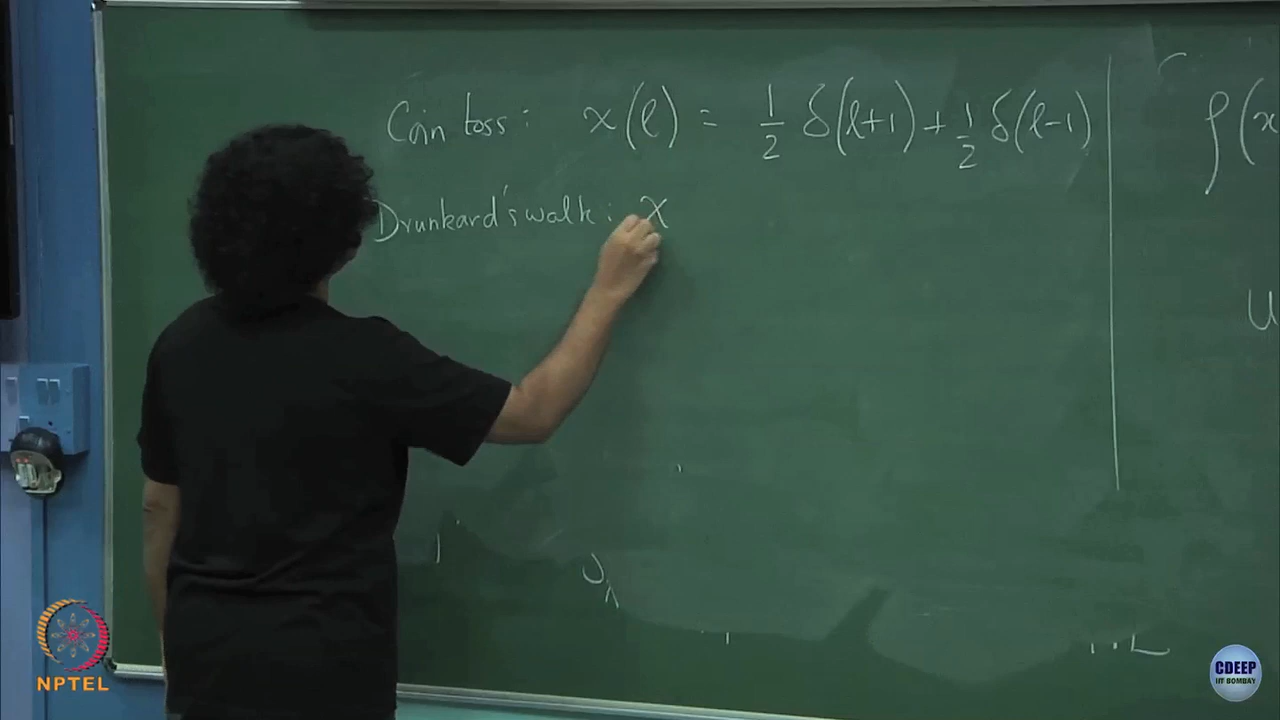 Coin toss : χ(l) = 1/2 δ(l+1) + 1/2 δ(l-1)
Drunkard's walk : χ
ρ(x
U
NPTEL
CDEEP
IIT BOMBAY